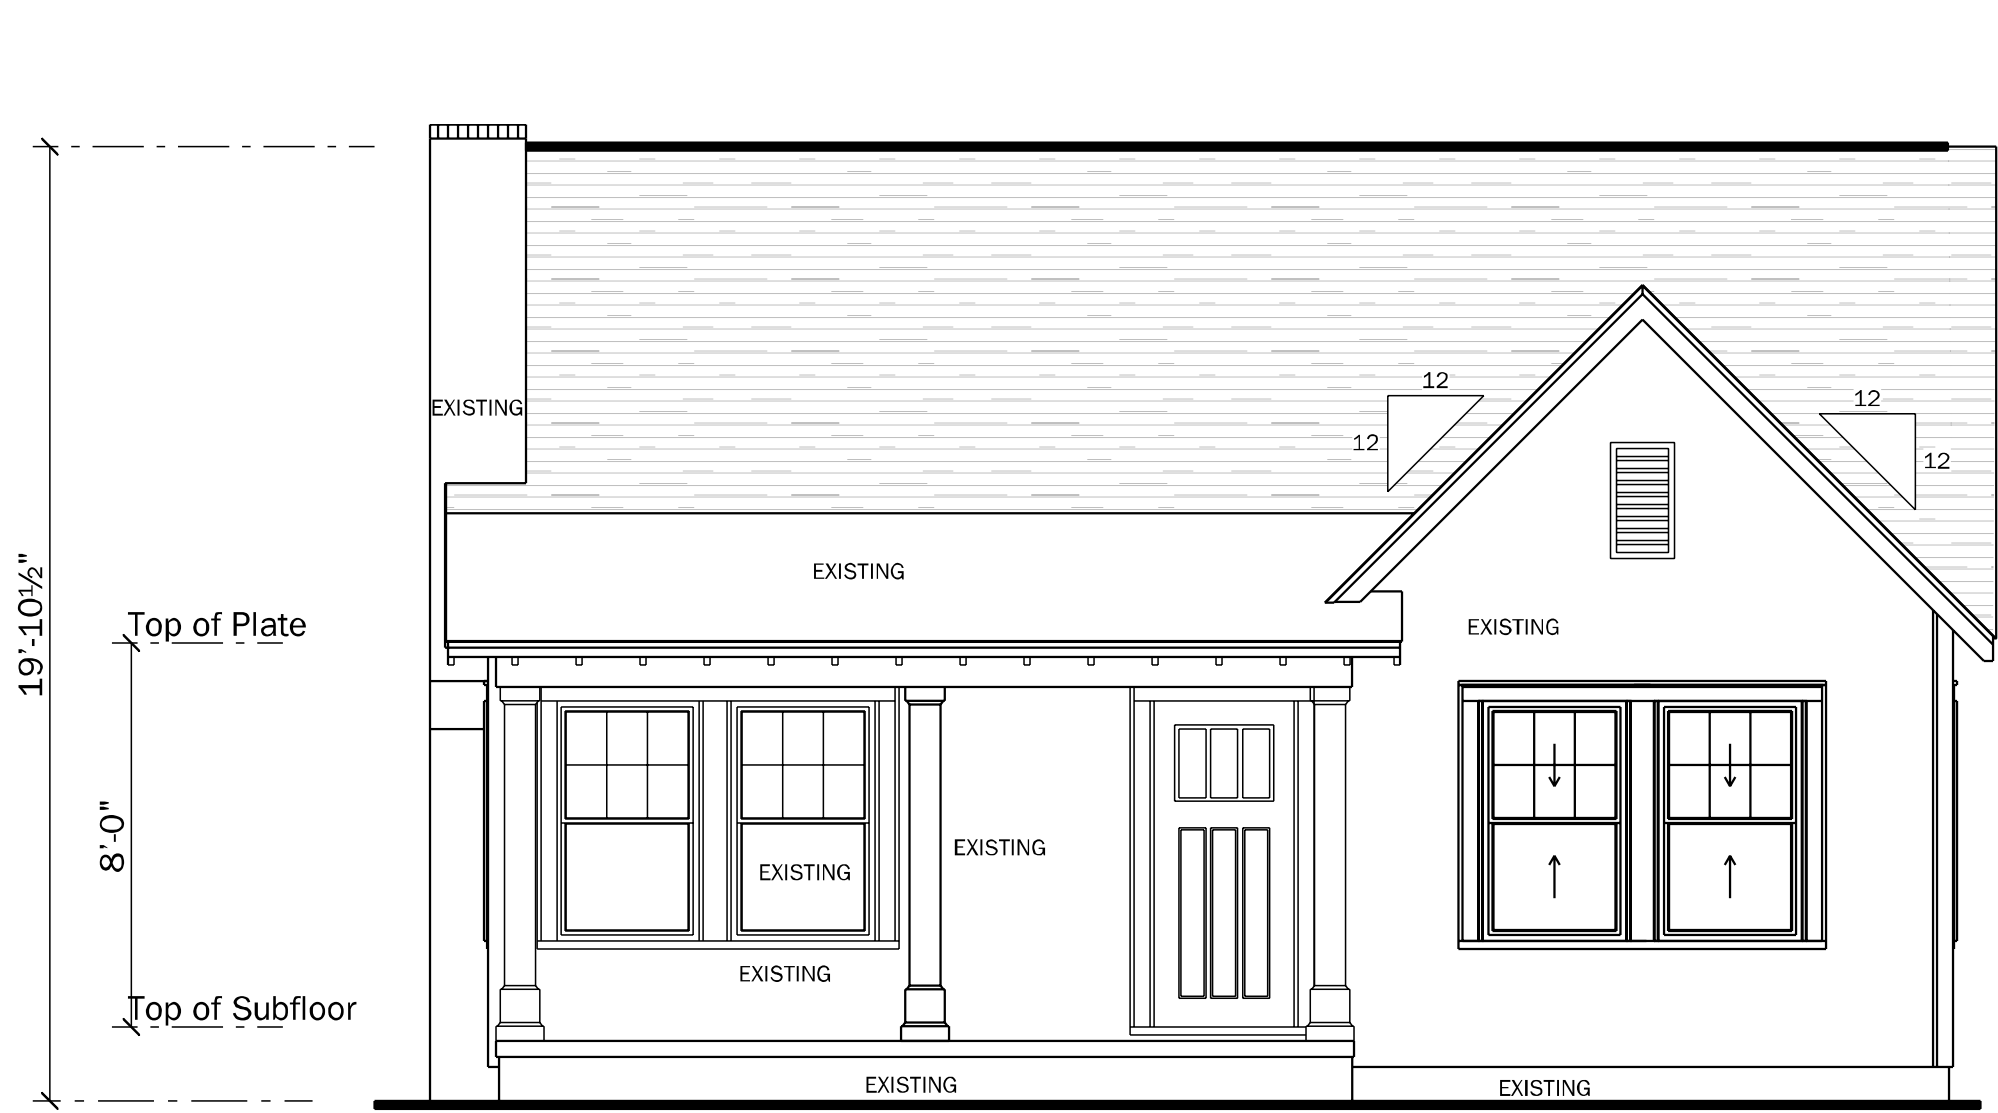 12
12
12
12
EXISTING
19'-10½"
EXISTING
Top of Plate
EXISTING
8'-0"
EXISTING
EXISTING
EXISTING
Top of Subfloor
EXISTING
EXISTING